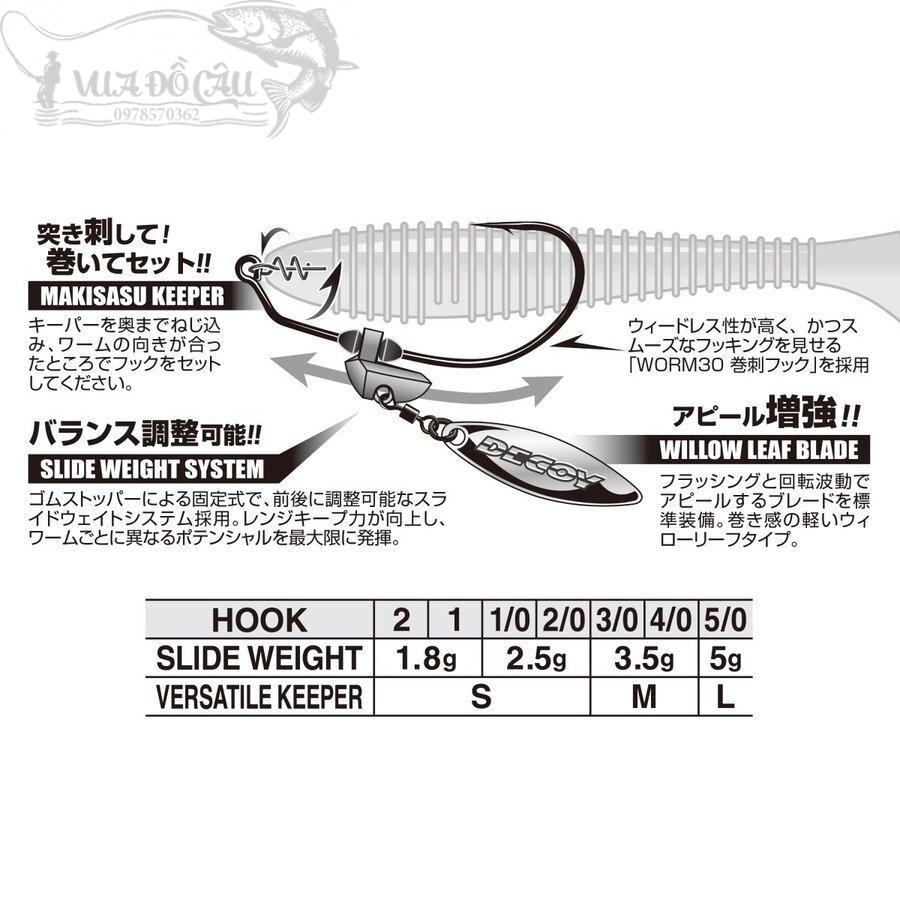 VUA ĐỒ CÂU
0978570362
突き刺して!
巻いてセット!!
MAKISASU KEEPER
キーパーを奥までねじ込
み、ワームの向きが合っ
たところでフックをセット
してください。
ウィードレス性が高く、かつス
ムーズなフッキングを見せる
「WORM30 巻刺フック」を採用
バランス調整可能!!
SLIDE WEIGHT SYSTEM
ゴムストッパーによる固定式で、前後に調整可能なスラ
イドウェイトシステム採用。レンジキープ力が向上し、
ワームごとに異なるポテンシャルを最大限に発揮。
DECOY
アピール増強!!
WILLOW LEAF BLADE
フラッシングと回転波動で
アピールするブレードを標
準装備。巻き感の軽いウィ
ローリーフタイプ。
HOOK 2 1 1/0 2/0 3/0 4/0 5/0
SLIDE WEIGHT 1.8g 2.5g 3.5g 5g
VERSATILE KEEPER S M L